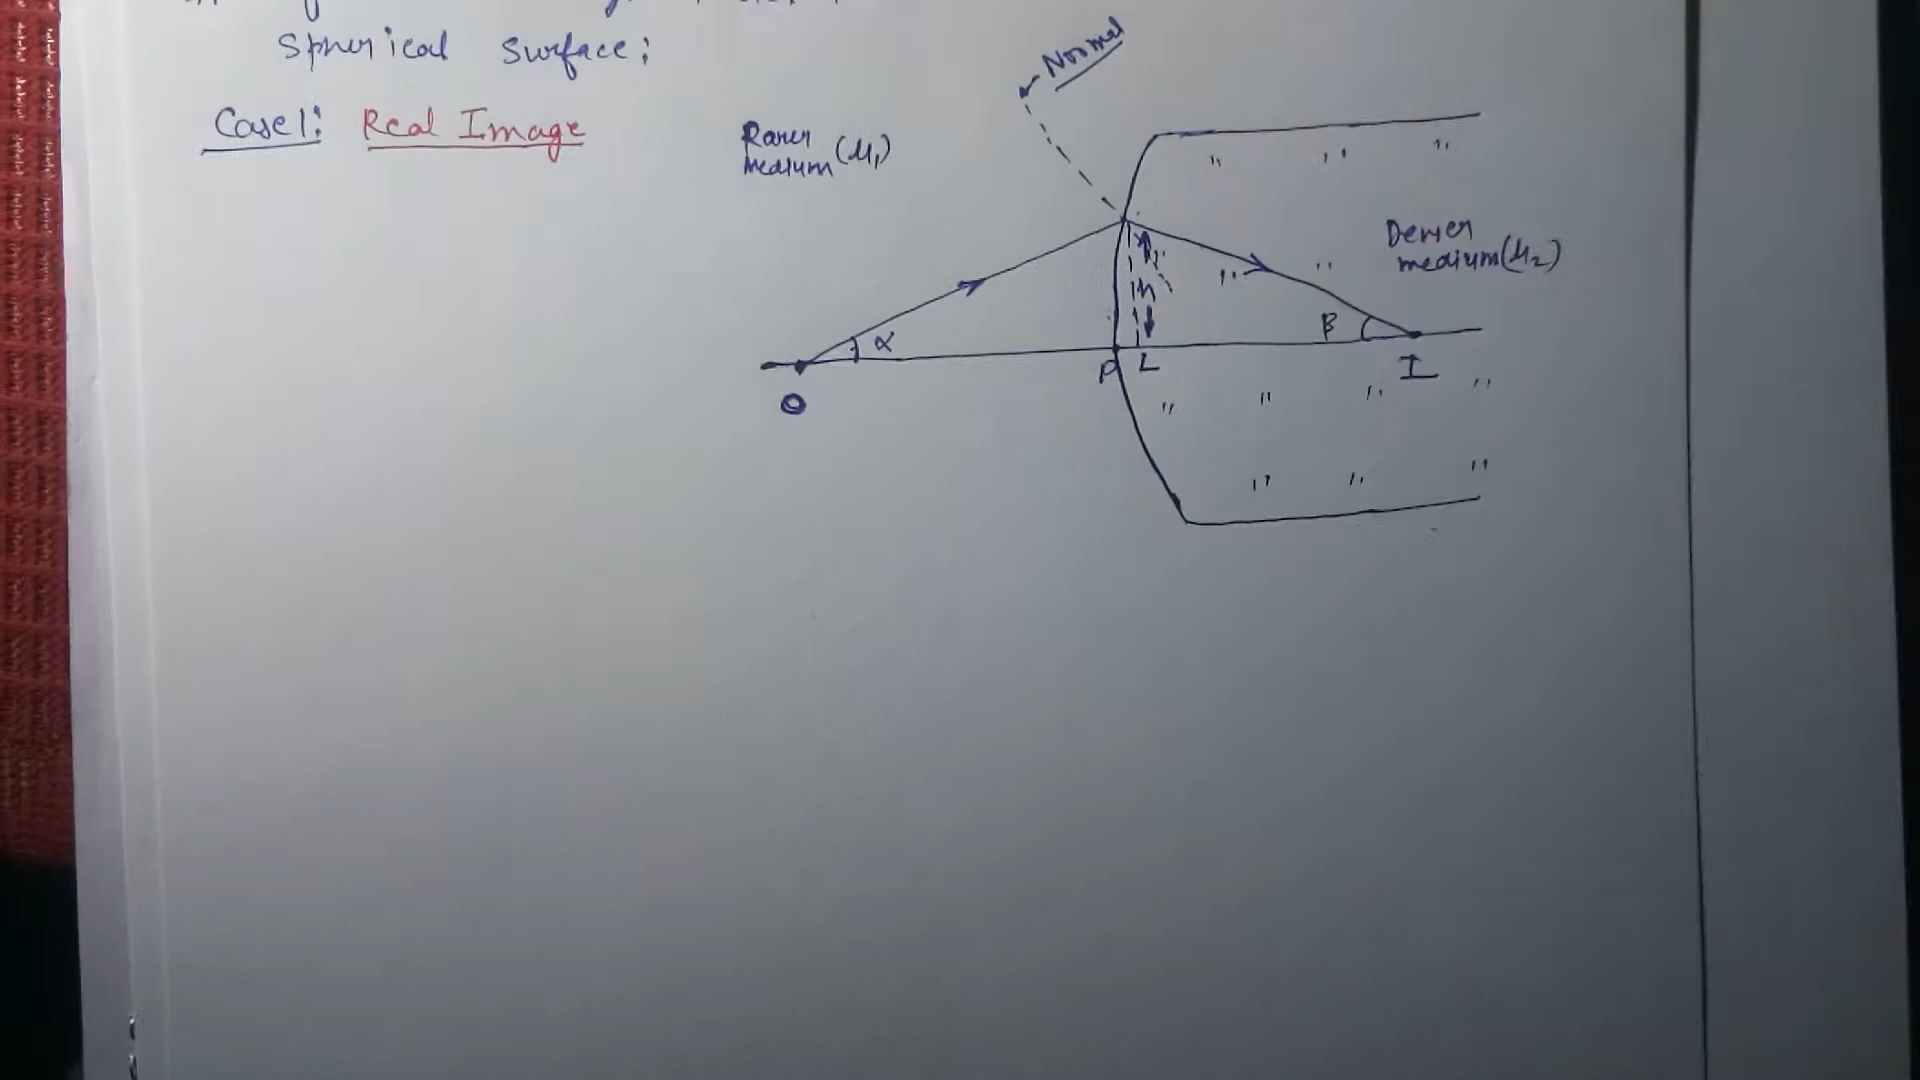 Spherical Surface:
Case 1: Real Image
Normal
Rarer
medium (μ1)
Denser
medium (μ2)
h
α
β
P L
I
O